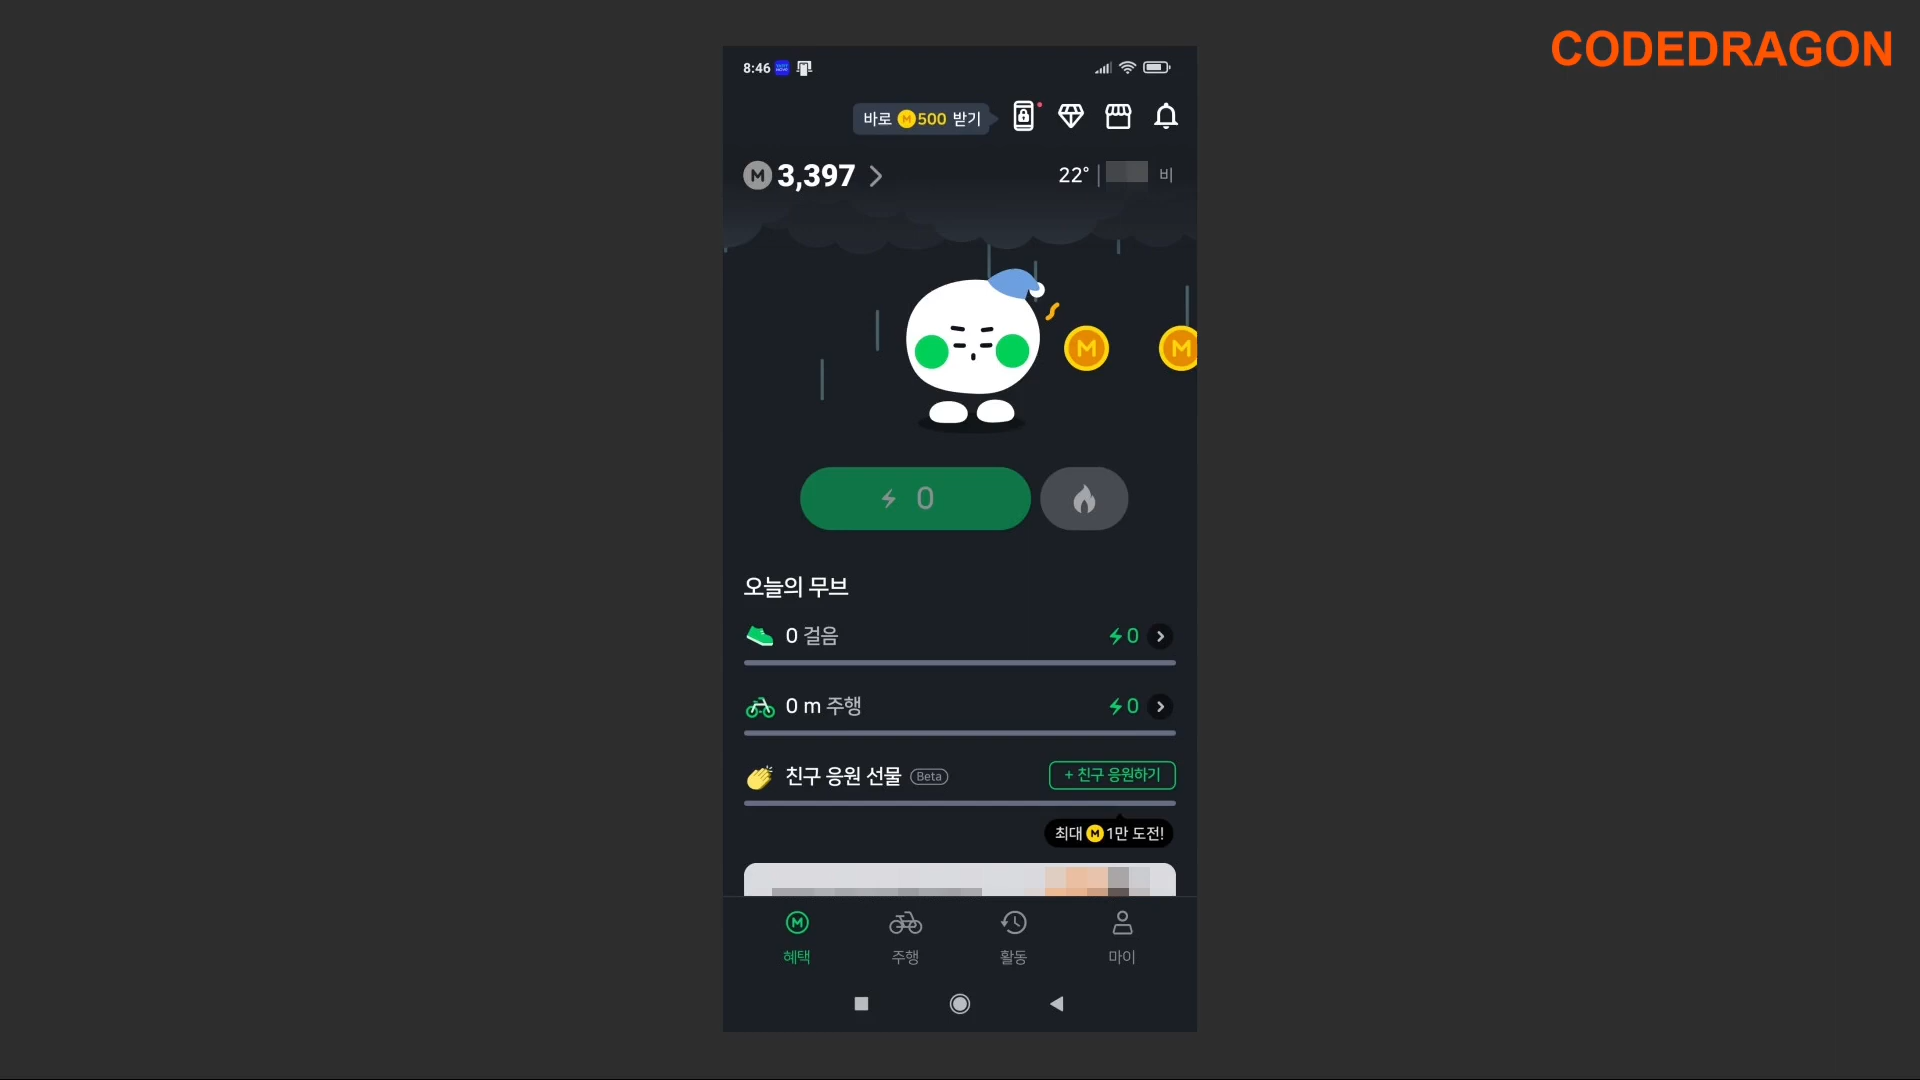 CODEDRAGON
8:46
바로 M500 받기
M 3,397
22° | 비
M M
0
오늘의 무브
0 걸음 0
0 m 주행 0
친구 응원 선물 Beta + 친구 응원하기
최대 M 1만 도전!
M
혜택 주행 활동 마이